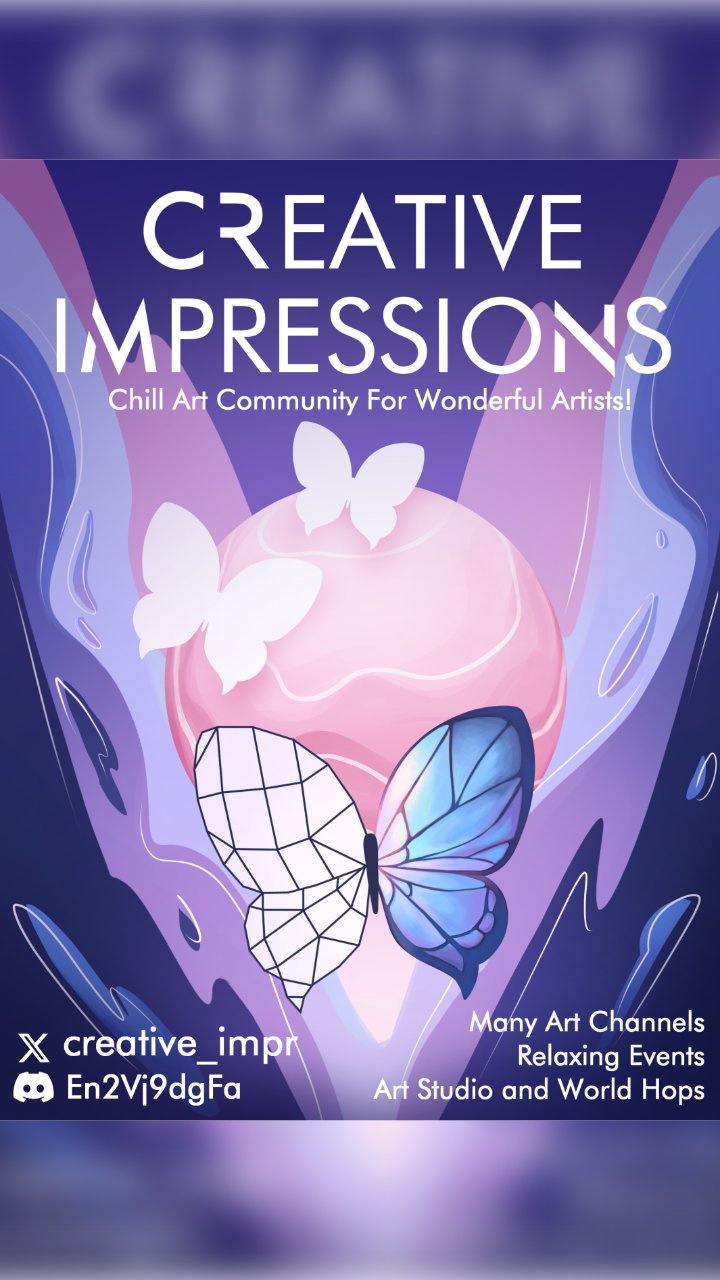 CREATIVE
IMPRESSIONS
Chill Art Community For Wonderful Artists!
Many Art Channels
Relaxing Events
Art Studio and World Hops
creative_impr
En2Vj9dgFa